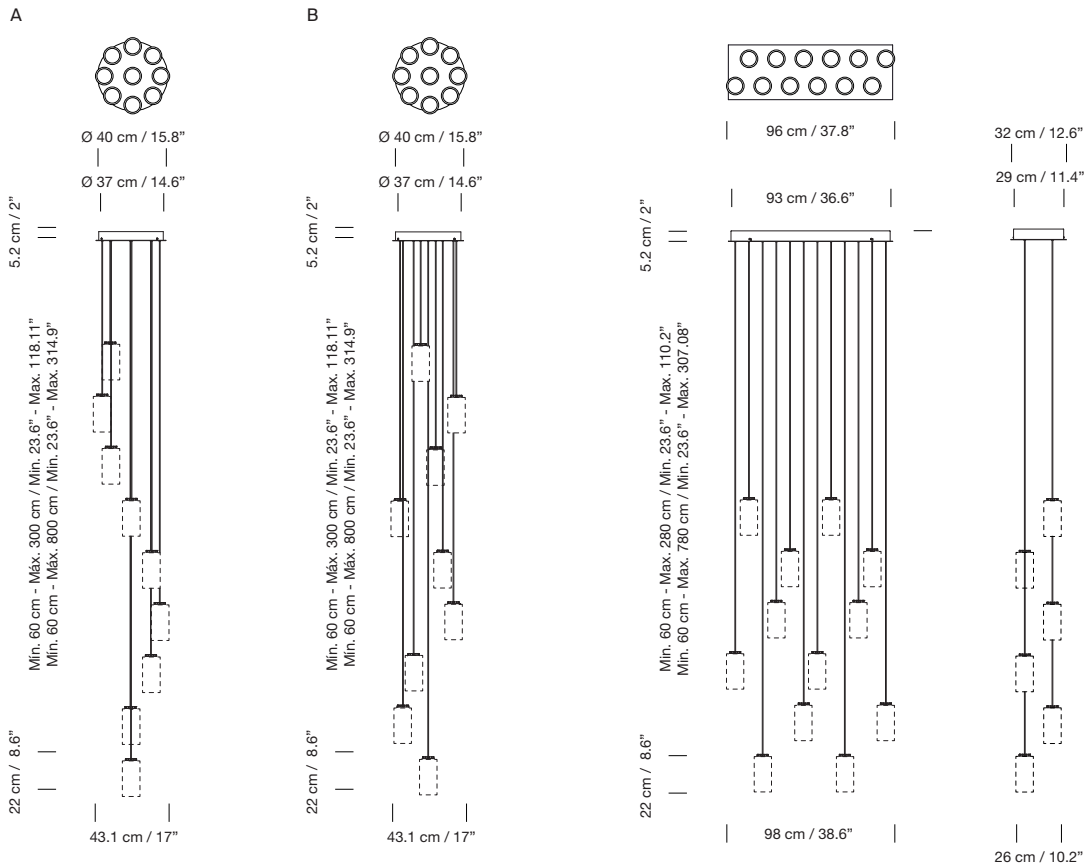 A
B
Ø 40 cm / 15.8”
Ø 37 cm / 14.6”
5.2 cm / 2”
Mín. 60 cm - Máx. 300 cm / Min. 23.6” - Max. 118.11”
Mín. 60 cm - Máx. 800 cm / Min. 23.6” - Max. 314.9”
22 cm / 8.6”
43.1 cm / 17”
Ø 40 cm / 15.8”
Ø 37 cm / 14.6”
5.2 cm / 2”
Mín. 60 cm - Máx. 300 cm / Min. 23.6” - Max. 118.11”
Mín. 60 cm - Máx. 800 cm / Min. 23.6” - Max. 314.9”
22 cm / 8.6”
43.1 cm / 17”
96 cm / 37.8”
93 cm / 36.6”
5.2 cm / 2”
Min. 60 cm - Max. 280 cm / Min. 23.6” - Max. 110.2”
Min. 60 cm - Max. 780 cm / Min. 23.6” - Max. 307.08”
22 cm / 8.6”
98 cm / 38.6”
32 cm / 12.6”
29 cm / 11.4”
26 cm / 10.2”